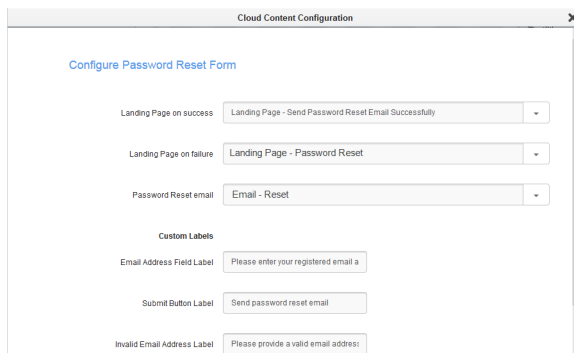 Cloud Content Configuration
Configure Password Reset Form
Landing Page on success
Landing Page - Send Password Reset Email Successfully
Landing Page on failure
Landing Page - Password Reset
Password Reset email
Email - Reset
Custom Labels
Email Address Field Label
Please enter your registered email a
Submit Button Label
Send password reset email
Invalid Email Address Label
Please provide a valid email address